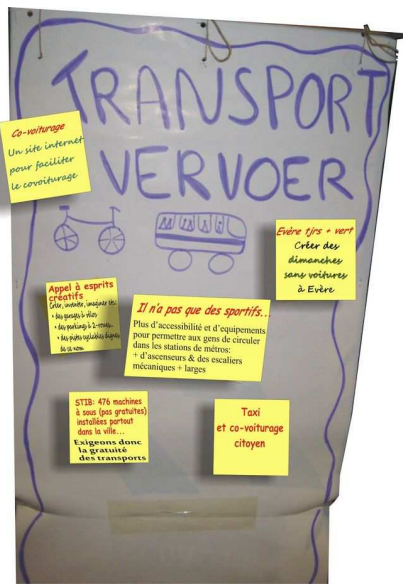 TRANSPORT
VERVOER
Co-voiturage
Un site internet
pour faciliter
le covoiturage
Evère tjrs + vert
Créer des
dimanches
sans voitures
à Evère
Appel à esprits
créatifs
Créer, inventer, imaginer etc:
• des garages à vélos
• des parkings à 2-roues...
• des pistes cyclables dignes
de ce nom
Il n'a pas que des sportifs...
Plus d'accessibilité et d'equipements
pour permettre aux gens de circuler
dans les stations de métros:
+ d'ascenseurs & des escaliers
mécaniques + larges
STIB: 476 machines
à sous (pas gratuites)
installées partout
dans la ville...
Exigeons donc
la gratuité
des transports
Taxi
et co-voiturage
citoyen